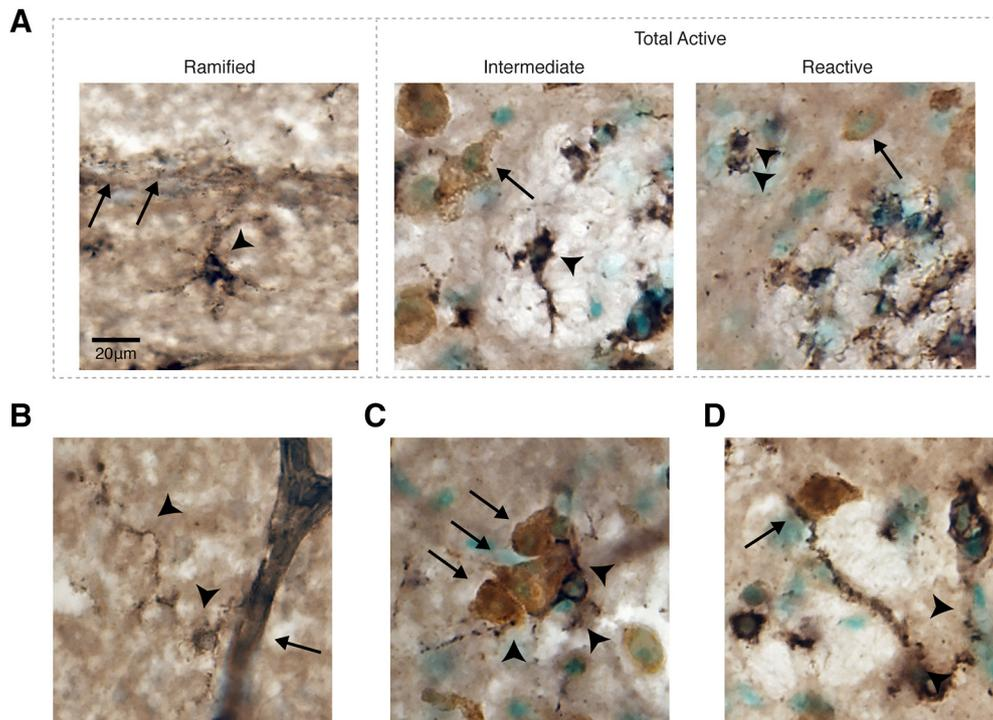 A
Total Active
Ramified
Intermediate
Reactive
20µm
B
C
D